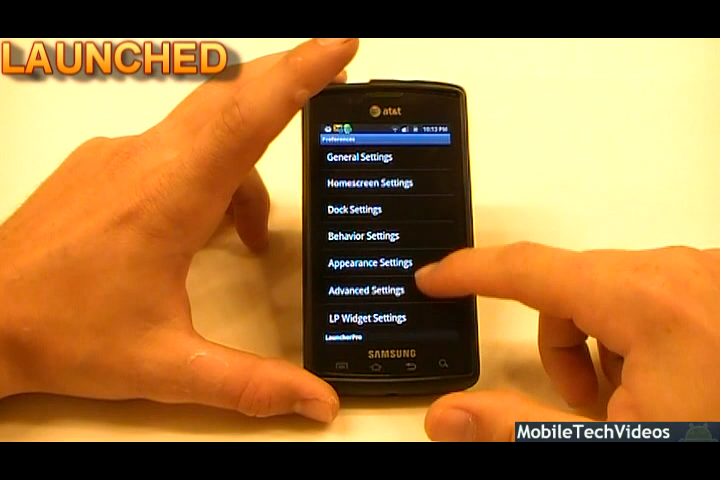 LAUNCHED
at&t
10:13 PM
Preferences
General Settings
Homescreen Settings
Dock Settings
Behavior Settings
Appearance Settings
Advanced Settings
LP Widget Settings
LauncherPro
SAMSUNG
MobileTechVideos